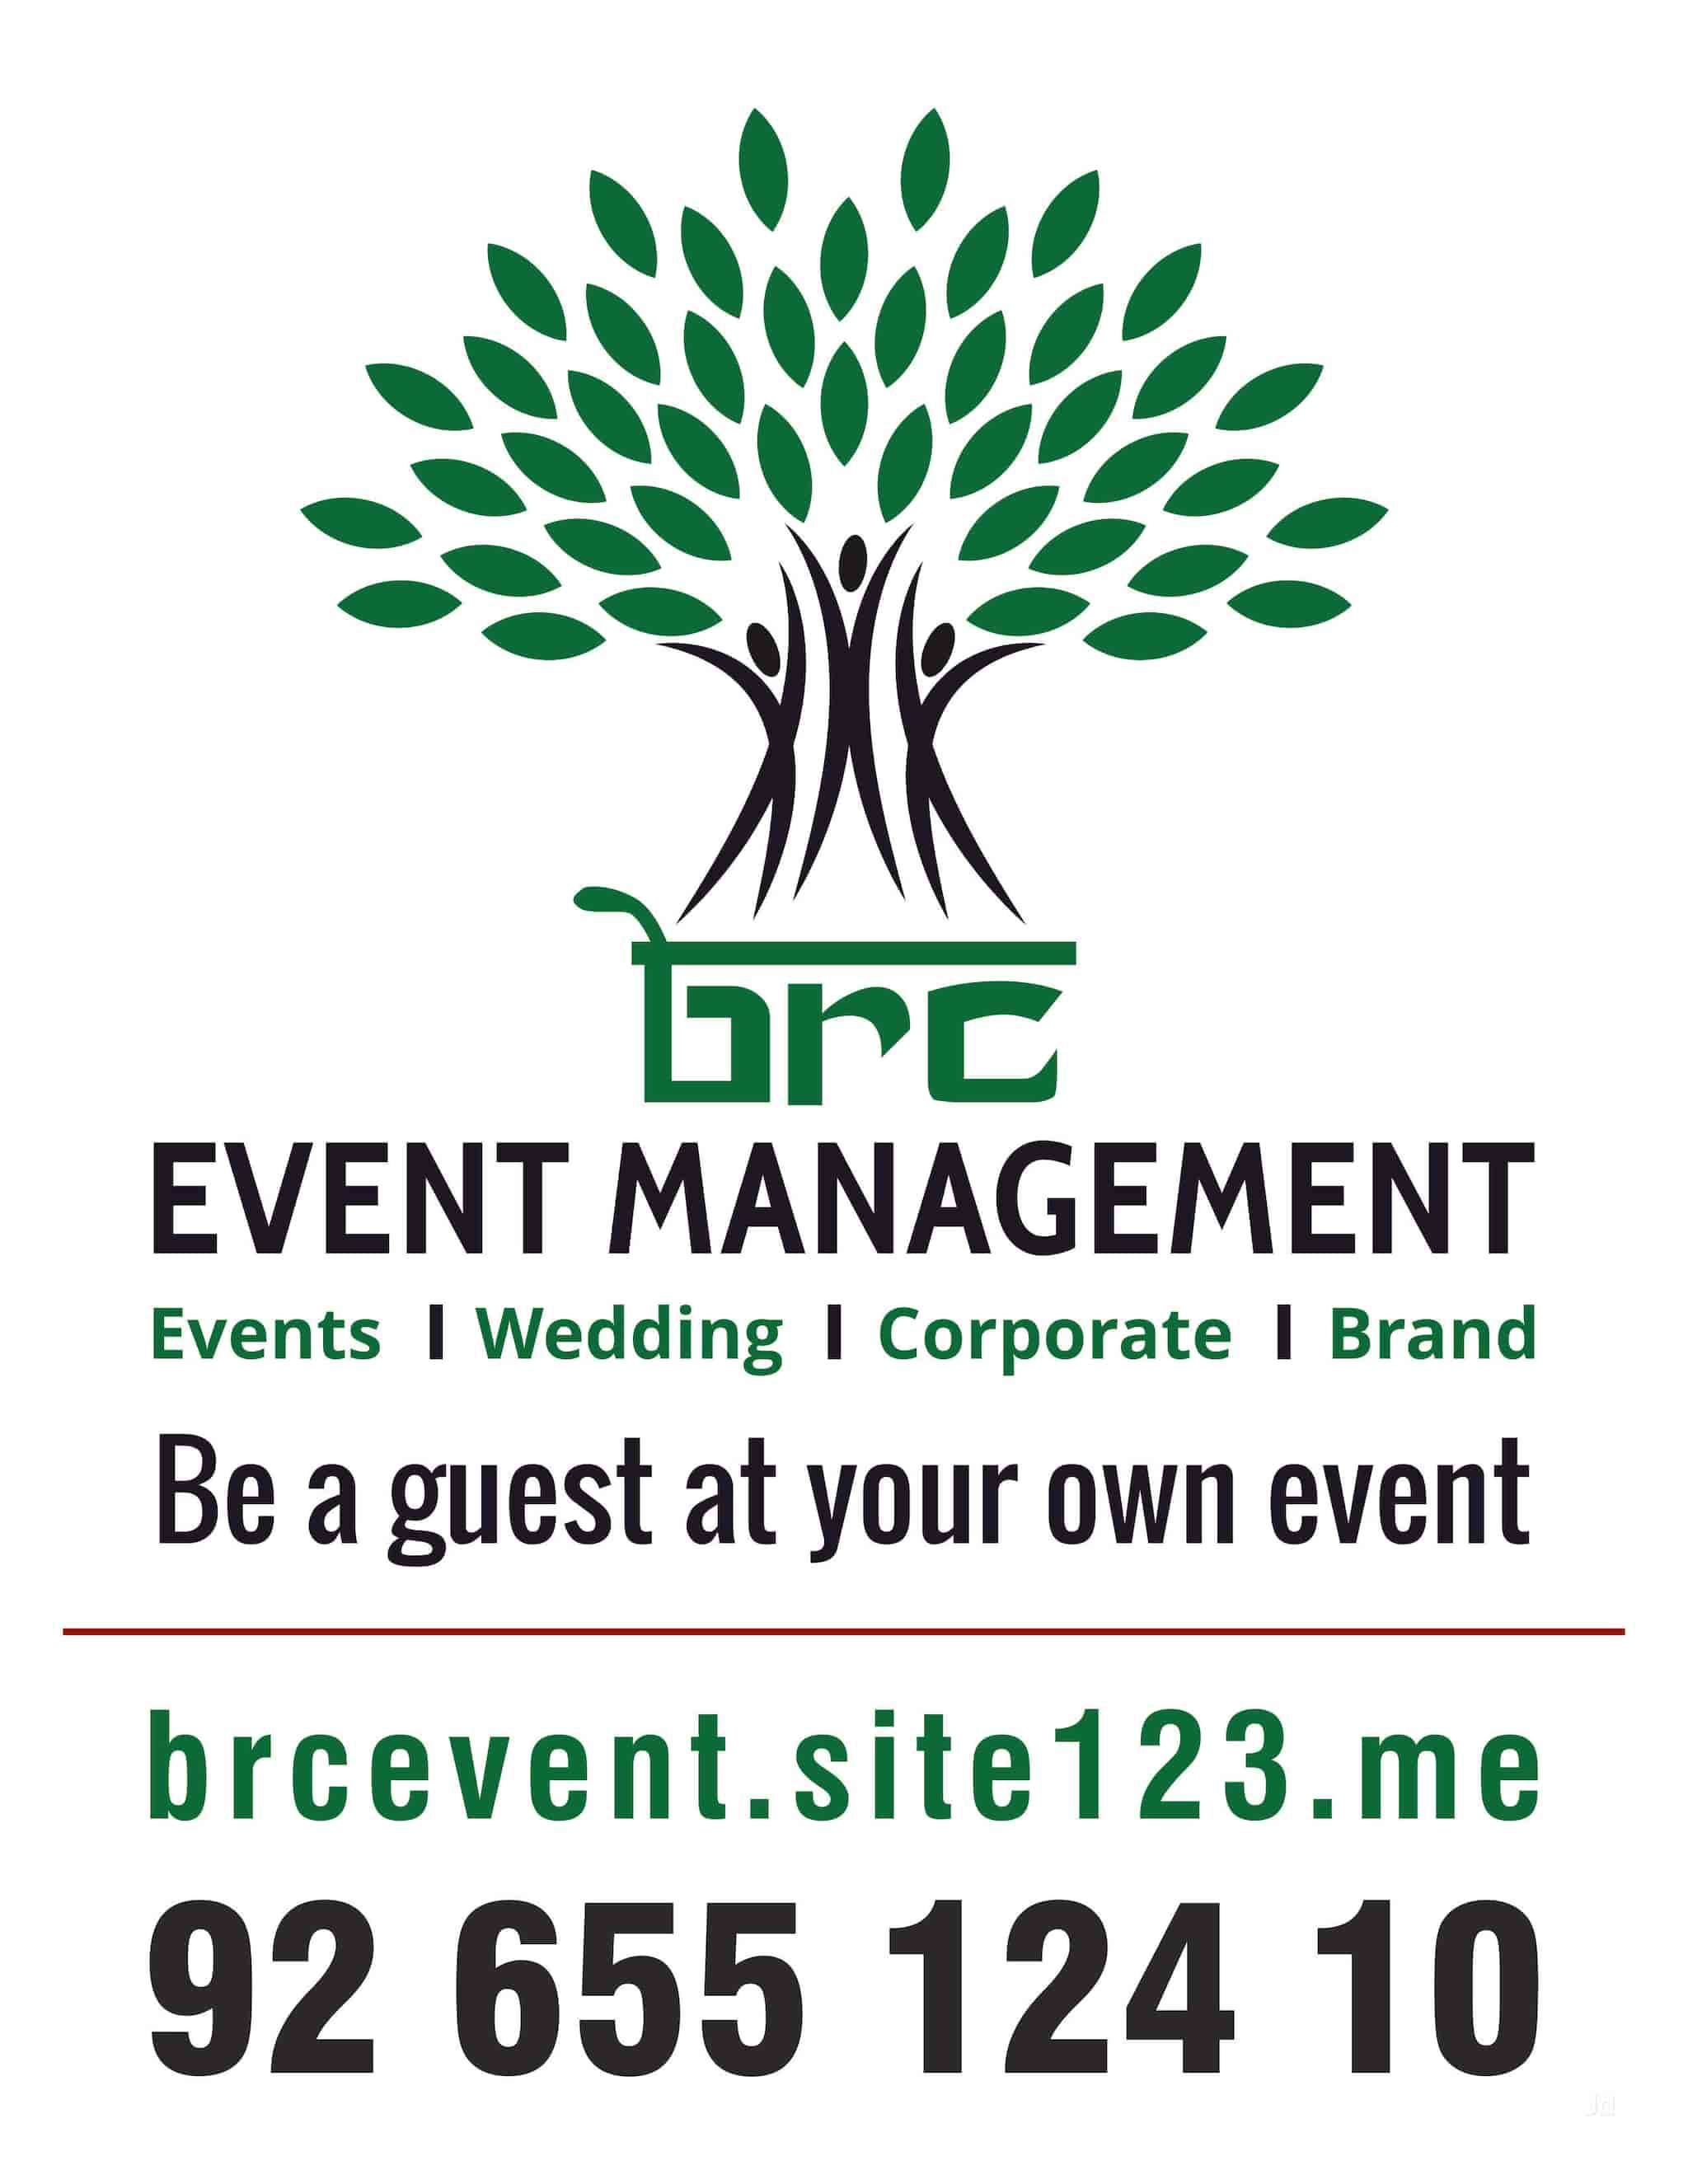 brc
EVENT MANAGEMENT
Events I Wedding I Corporate I Brand
Be a guest at your own event
brcevent.site123.me
92 655 124 10
Jd